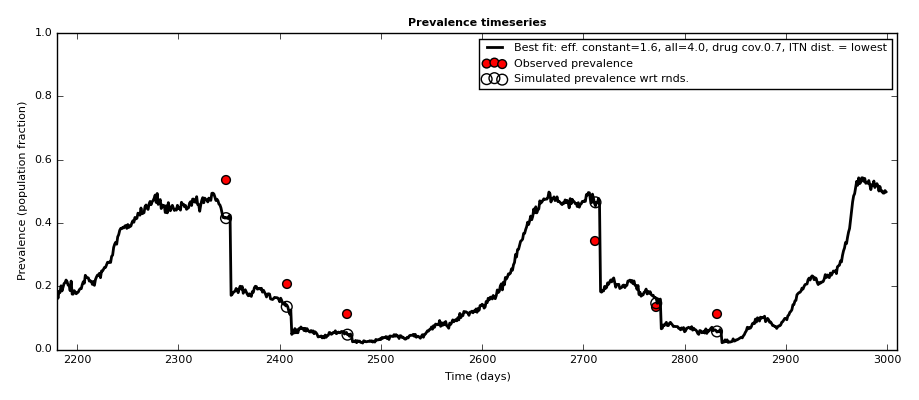 Prevalence timeseries
Best fit: eff. constant=1.6, all=4.0, drug cov.0.7, ITN dist. = lowest
Observed prevalence
Simulated prevalence wrt rnds.
Prevalence (population fraction)
1.0
0.8
0.6
0.4
0.2
0.0
2200 2300 2400 2500 2600 2700 2800 2900 3000
Time (days)